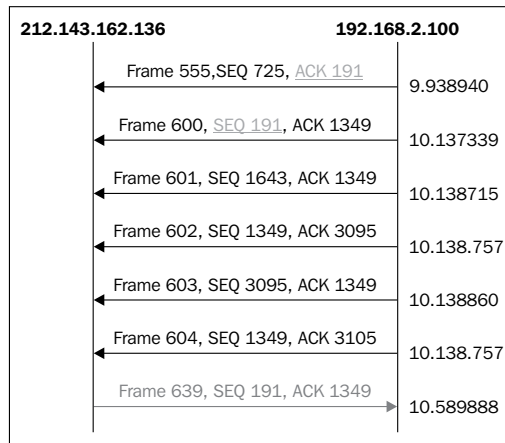 212.143.162.136 192.168.2.100
Frame 555,SEQ 725, ACK 191
9.938940
Frame 600, SEQ 191, ACK 1349
10.137339
Frame 601, SEQ 1643, ACK 1349
10.138715
Frame 602, SEQ 1349, ACK 3095
10.138.757
Frame 603, SEQ 3095, ACK 1349
10.138860
Frame 604, SEQ 1349, ACK 3105
10.138.757
Frame 639, SEQ 191, ACK 1349
10.589888